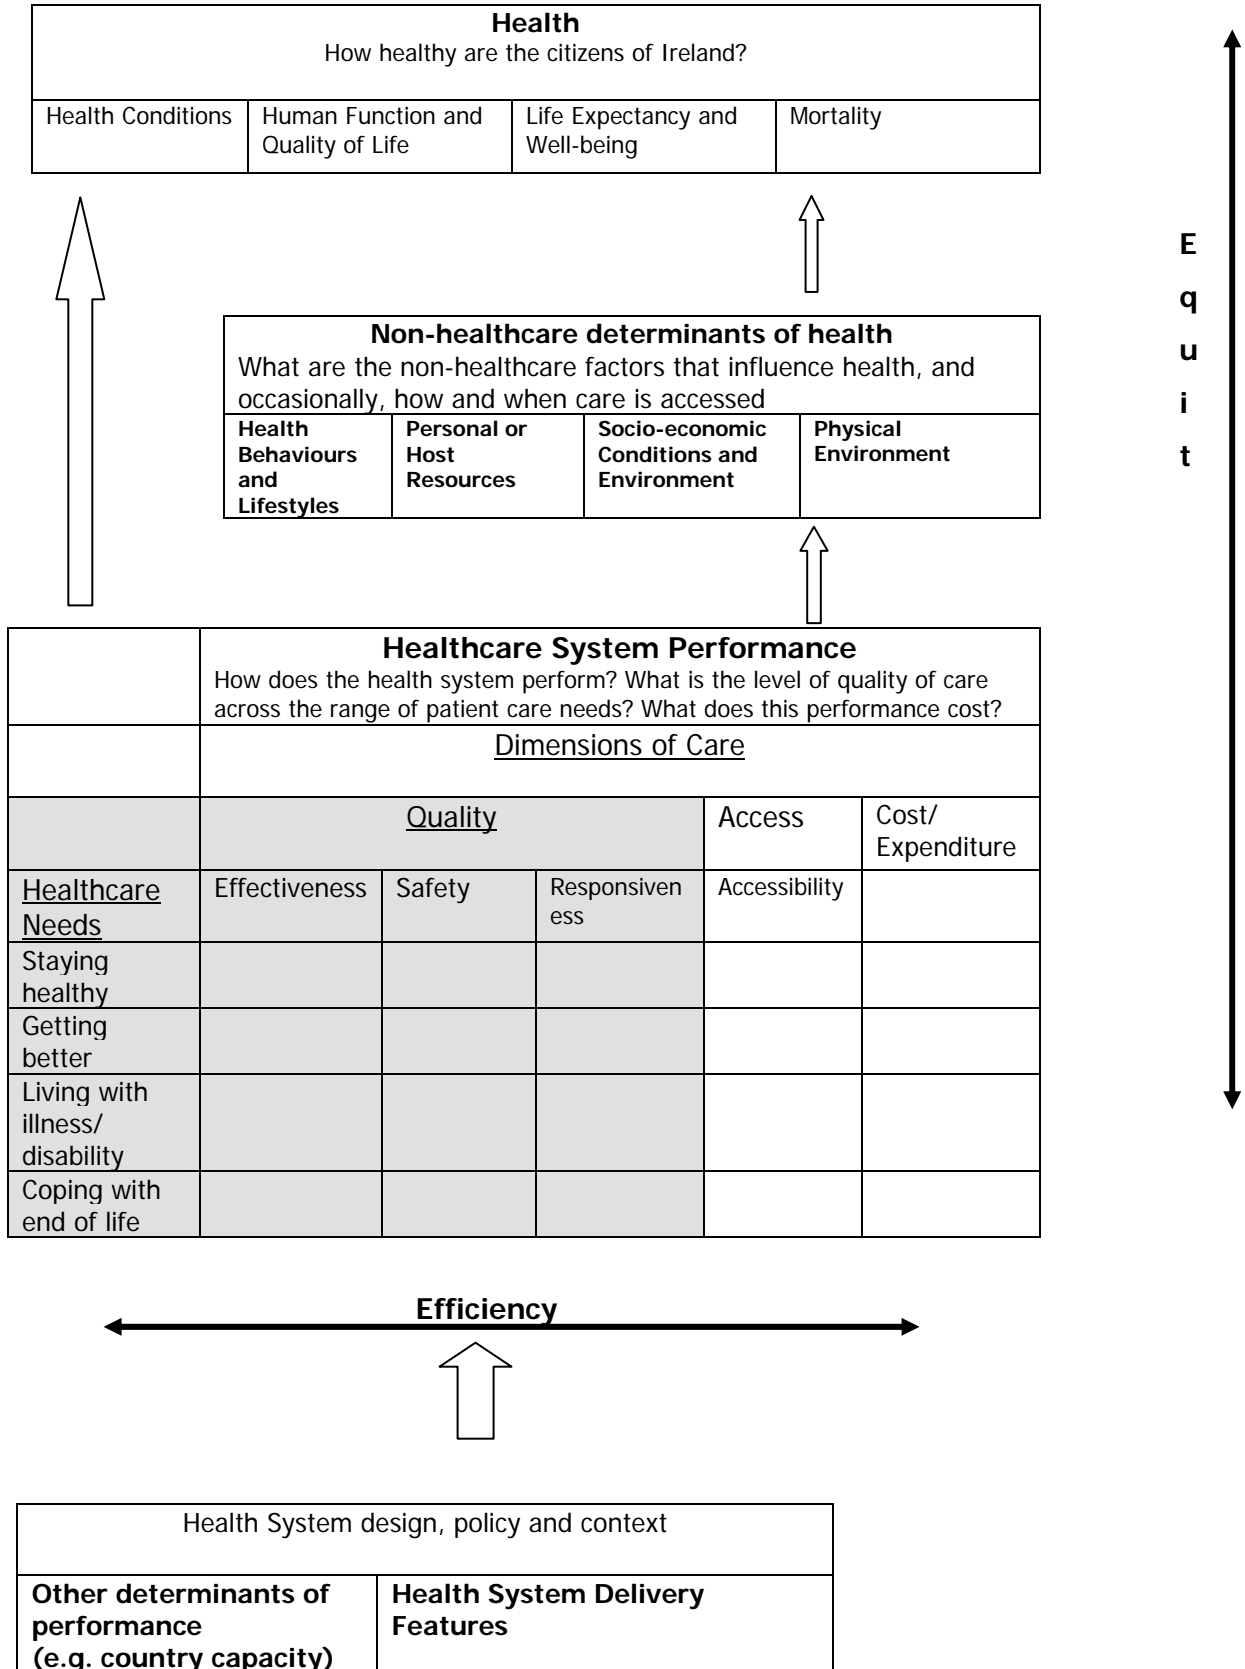 Health
How healthy are the citizens of Ireland?
Health Conditions
Human Function and
Quality of Life
Life Expectancy and
Well-being
Mortality
E
q
u
i
t
Non-healthcare determinants of health
What are the non-healthcare factors that influence health, and
occasionally, how and when care is accessed
Health
Behaviours
and
Lifestyles
Personal or
Host
Resources
Socio-economic
Conditions and
Environment
Physical
Environment
Healthcare System Performance
How does the health system perform? What is the level of quality of care
across the range of patient care needs? What does this performance cost?
Dimensions of Care
Quality
Access
Cost/
Expenditure
Healthcare
Needs
Effectiveness
Safety
Responsiven
ess
Accessibility
Staying
healthy
Getting
better
Living with
illness/
disability
Coping with
end of life
Efficiency
Health System design, policy and context
Other determinants of
performance
(e.g. country capacity)
Health System Delivery
Features